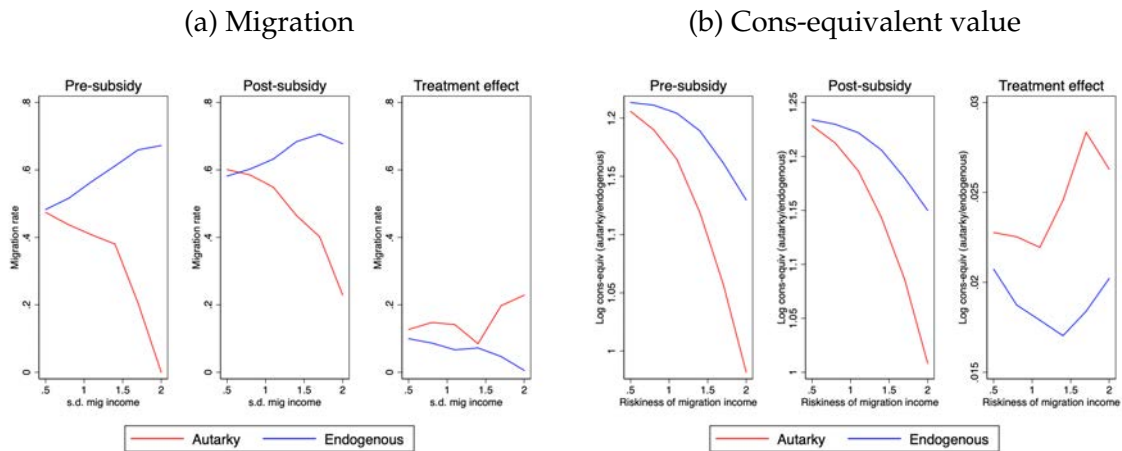 (a) Migration
(b) Cons-equivalent value
Pre-subsidy
Post-subsidy
Treatment effect
Migration rate
.8
.6
.4
.2
0
.5
1
1.5
2
s.d. mig income
Migration rate
.8
.6
.4
.2
0
.5
1
1.5
2
s.d. mig income
Migration rate
.8
.6
.4
.2
0
.5
1
1.5
2
s.d. mig income
Autarky
Endogenous
Pre-subsidy
Post-subsidy
Treatment effect
Log cons-equiv (autarky/endogenous)
1.2
1.15
1.1
1.05
1
.5
1
1.5
2
Riskiness of migration income
Log cons-equiv (autarky/endogenous)
1.25
1.2
1.15
1.1
1.05
1
.5
1
1.5
2
Riskiness of migration income
Log cons-equiv (autarky/endogenous)
.03
.025
.02
.015
.5
1
1.5
2
Riskiness of migration income
Autarky
Endogenous